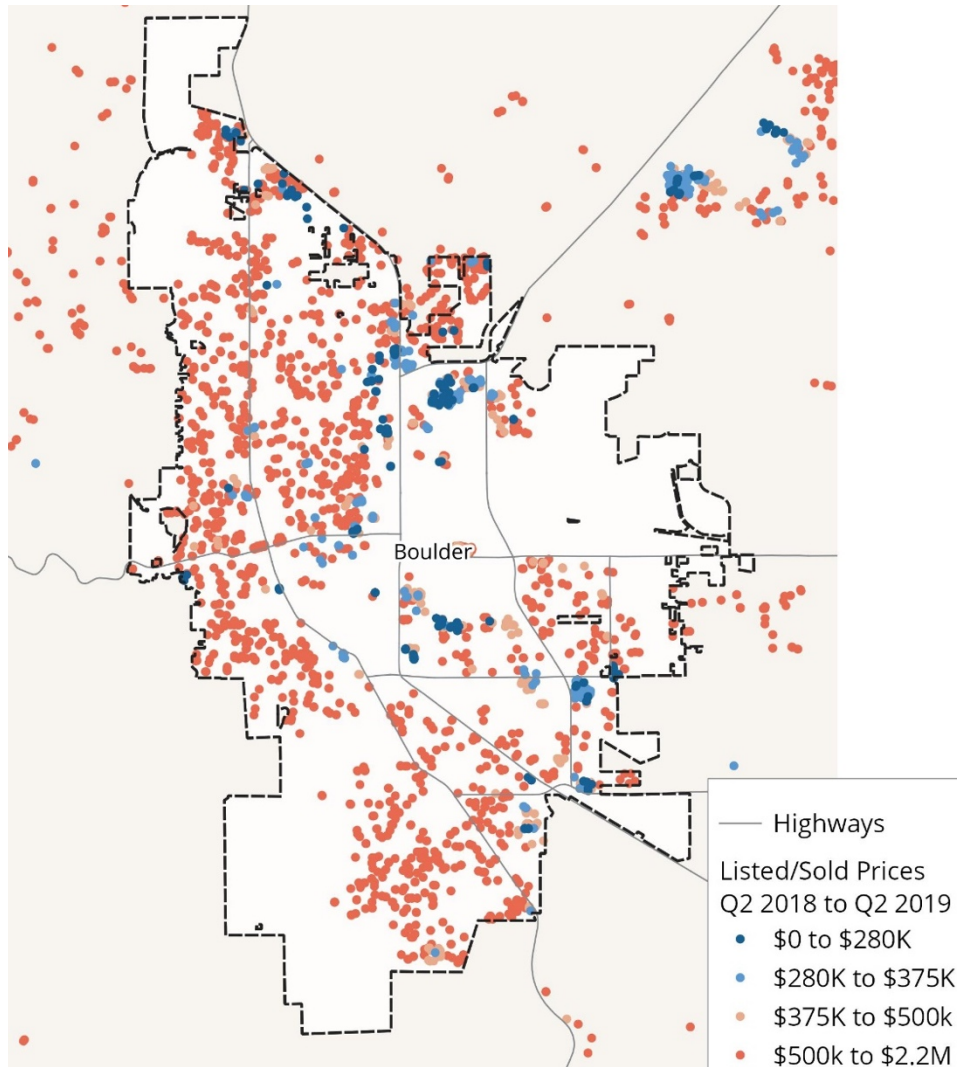 Boulder
Highways
Listed/Sold Prices
Q2 2018 to Q2 2019
$0 to $280K
$280K to $375K
$375K to $500k
$500k to $2.2M